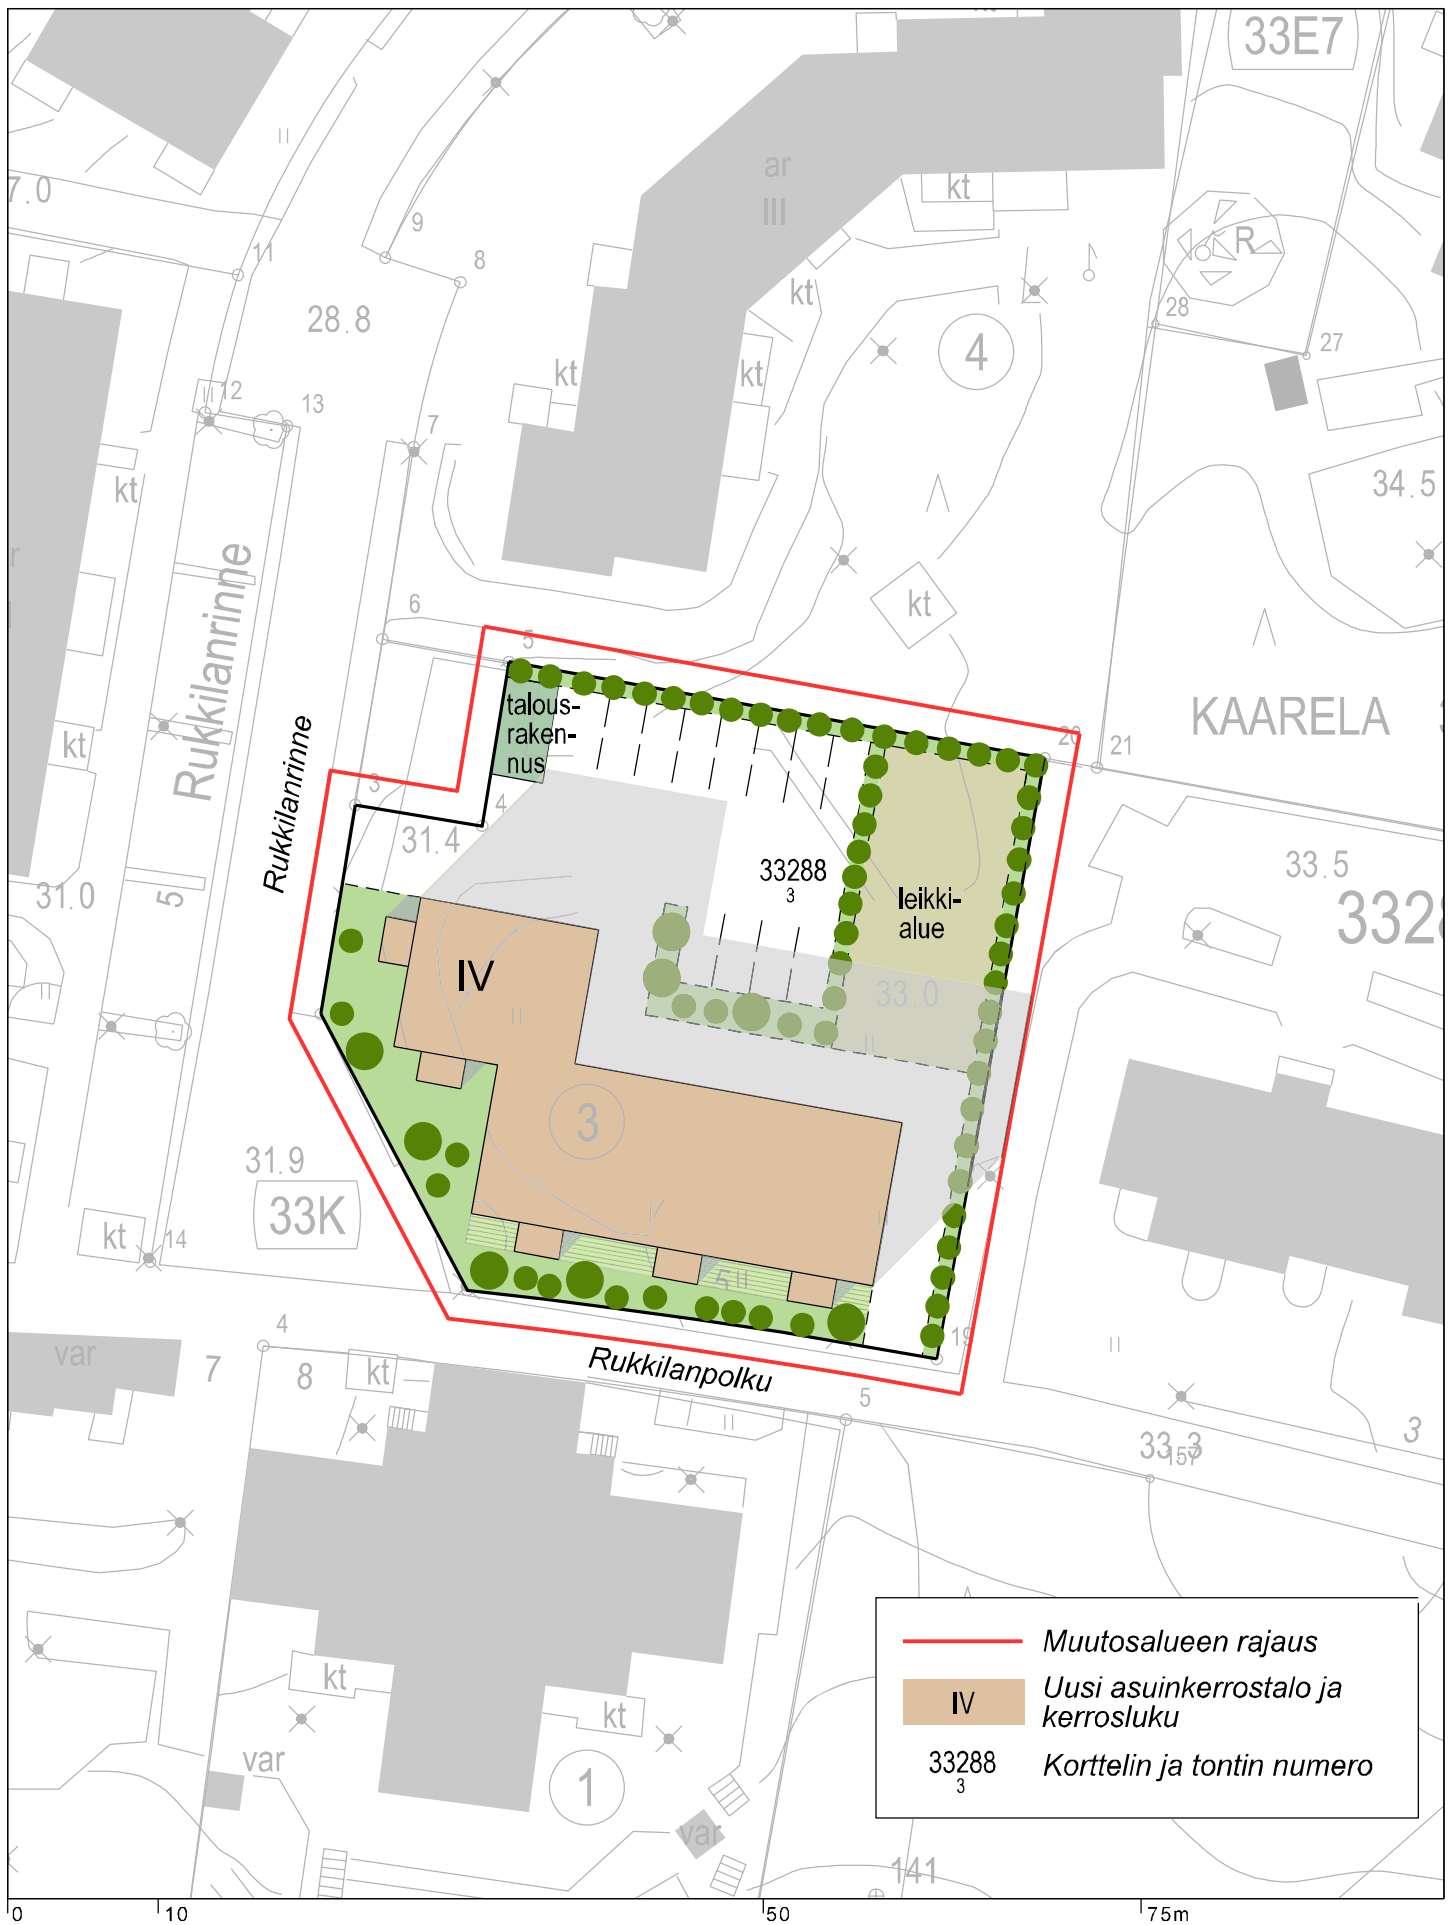 33E7
7.0
ar
III
kt
R
9
8
11
28.8
kt
28
4
27
kt
kt
12
13
7
34.5
kt
Rukkilanrinne
kt
6
5
KAARELA
talous-
raken-
nus
20
21
kt
Rukkilanrinne
3
4
31.4
33288
3
33.5
31.0
5
leikki-
alue
3328
IV
33.0
3
31.9
33K
kt
14
5
19
4
var
7
8
kt
Rukkilanpolku
5
33.3
157
3
Muutosalueen rajaus
kt
IV
Uusi asuinkerrostalo ja
kerrosluku
kt
33288
3
Korttelin ja tontin numero
var
1
var
141
0
10
50
75m